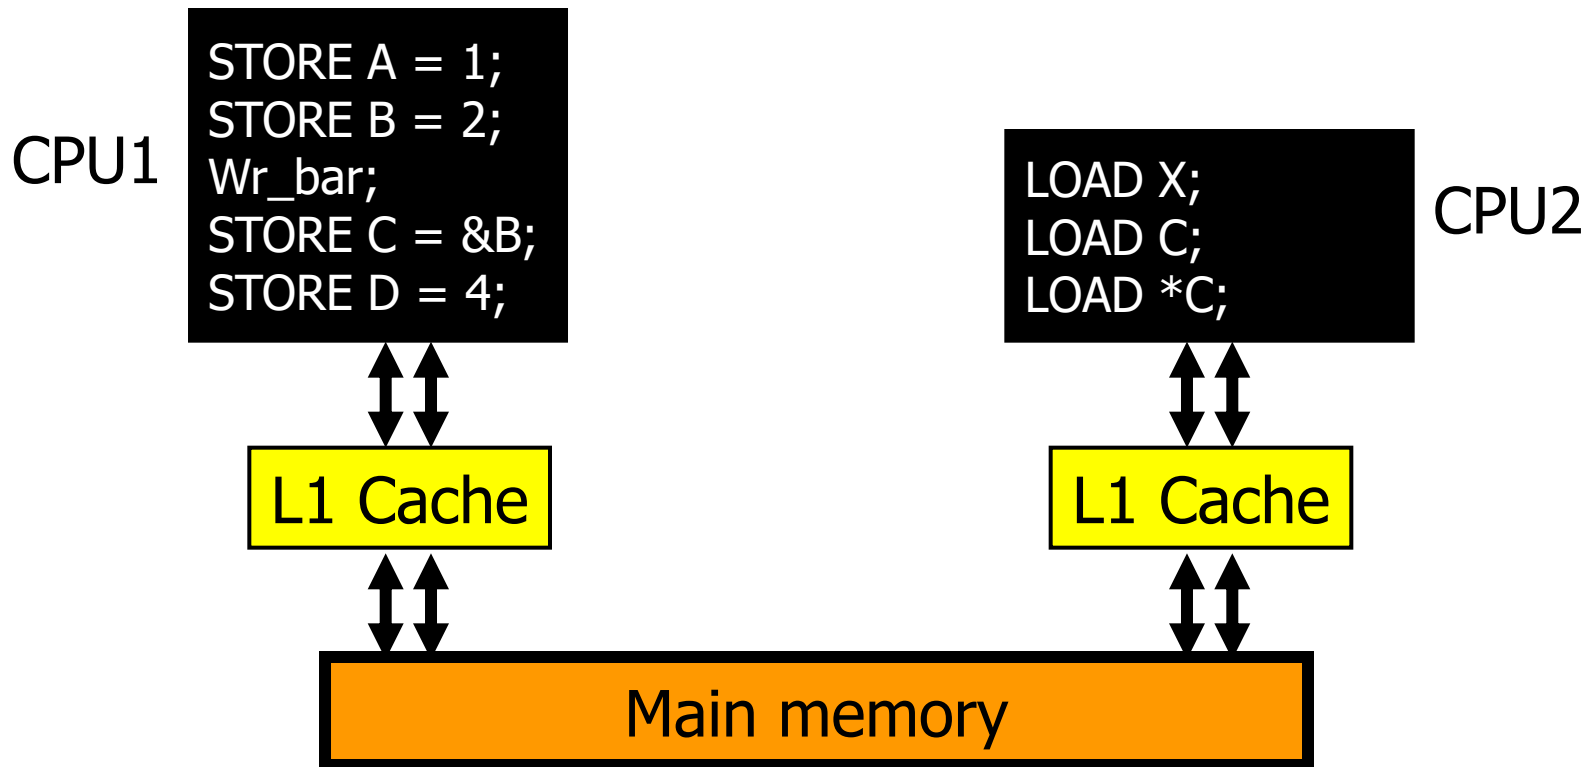 CPU1
STORE A = 1;
STORE B = 2;
Wr_bar;
STORE C = &B;
STORE D = 4;
LOAD X;
LOAD C;
LOAD *C;
CPU2
L1 Cache
L1 Cache
Main memory